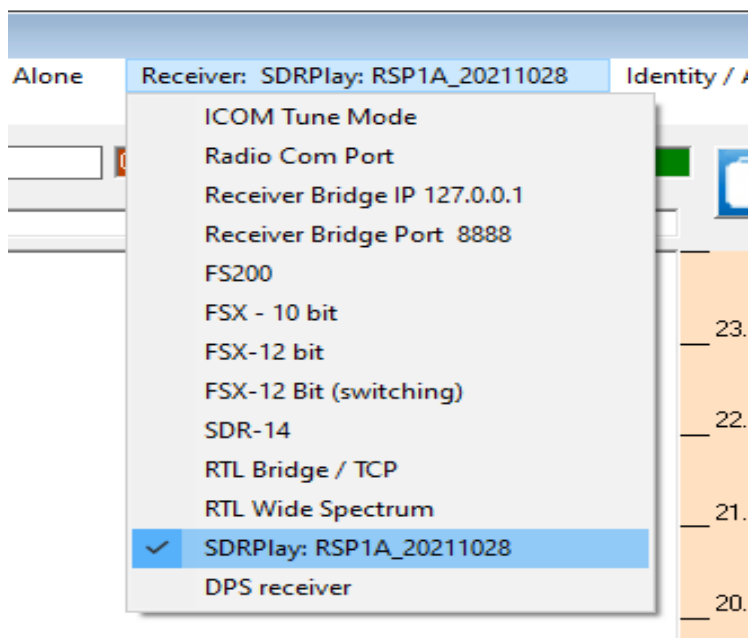 Alone Receiver: SDRPlay: RSP1A_20211028 Identity / A
ICOM Tune Mode
Radio Com Port
Receiver Bridge IP 127.0.0.1
Receiver Bridge Port  8888
FS200
FSX - 10 bit
FSX-12 bit
FSX-12 Bit (switching)
SDR-14
RTL Bridge / TCP
RTL Wide Spectrum
SDRPlay: RSP1A_20211028
DPS receiver
23.
22.
21.
20.